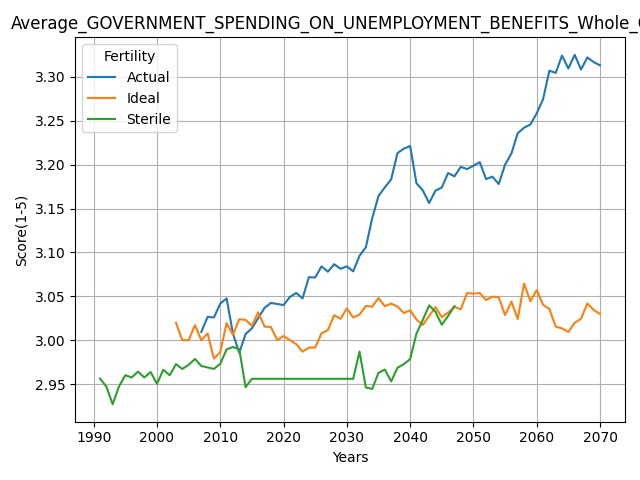 Average_GOVERNMENT_SPENDING_ON_UNEMPLOYMENT_BENEFITS_Whole_
Fertility
Actual
Ideal
Sterile
3.30
3.25
3.20
3.15
3.10
3.05
3.00
2.95
Score(1-5)
1990 2000 2010 2020 2030 2040 2050 2060 2070
Years